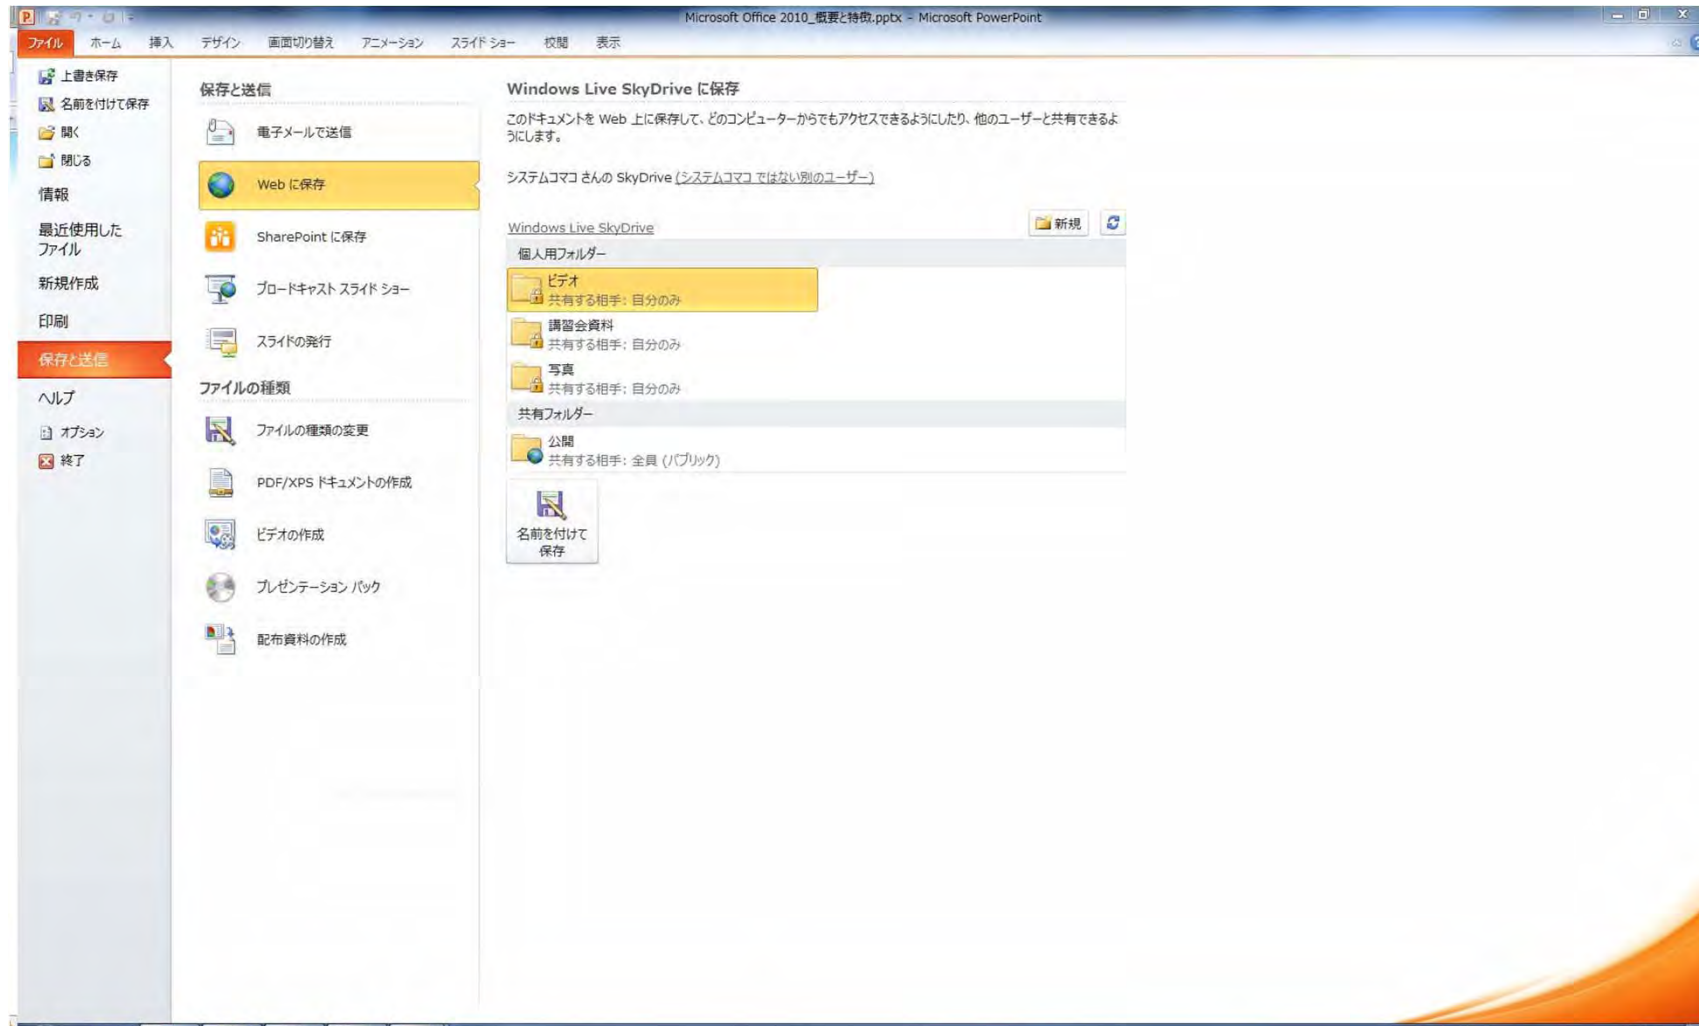 Microsoft Office 2010_概要と特徴.pptx - Microsoft PowerPoint
ファイル ホーム 挿入 デザイン 画面切り替え アニメーション スライド ショー 校閲 表示
上書き保存
名前を付けて保存
開く
閉じる
情報
最近使用した
ファイル
新規作成
印刷
保存と送信
ヘルプ
オプション
終了
保存と送信
電子メールで送信
Web に保存
SharePoint に保存
ブロードキャスト スライド ショー
スライドの発行
ファイルの種類
ファイルの種類の変更
PDF/XPS ドキュメントの作成
ビデオの作成
プレゼンテーション パック
配布資料の作成
Windows Live SkyDrive に保存
このドキュメントを Web 上に保存して、どのコンピューターからでもアクセスできるようにしたり、他のユーザーと共有できるよ
うにします。
システムコマコ さんの SkyDrive (システムコマコ ではない別のユーザー)
Windows Live SkyDrive
新規
個人用フォルダー
ビデオ
共有する相手: 自分のみ
講習会資料
共有する相手: 自分のみ
写真
共有する相手: 自分のみ
共有フォルダー
公開
共有する相手: 全員 (パブリック)
名前を付けて
保存